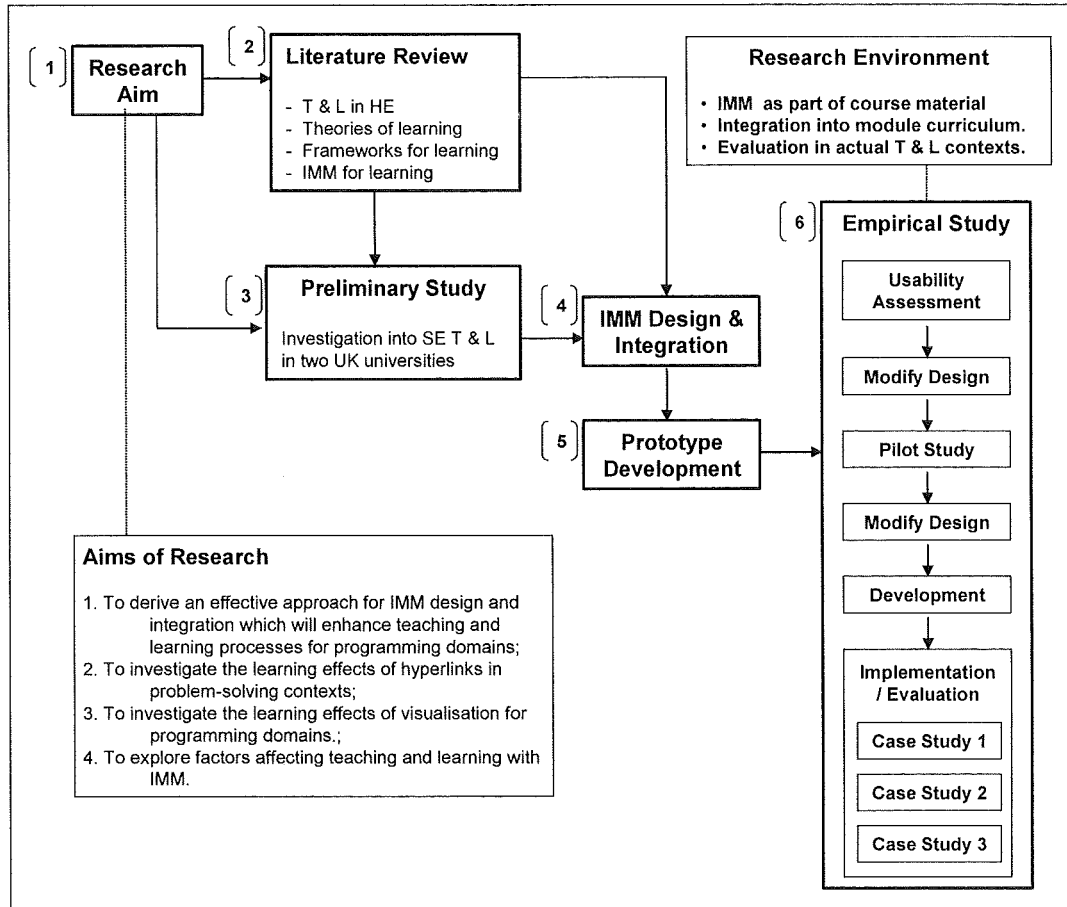 [ 1 ]
Research
Aim
[ 2 ]
Literature Review
- T & L in HE
- Theories of learning
- Frameworks for learning
- IMM for learning
Research Environment
• IMM as part of course material
• Integration into module curriculum.
• Evaluation in actual T & L contexts.
[ 3 ]
Preliminary Study
Investigation into SE T & L
in two UK universities
[ 4 ]
IMM Design &
Integration
[ 5 ]
Prototype
Development
[ 6 ]
Empirical Study
Usability
Assessment
Modify Design
Pilot Study
Modify Design
Development
Implementation
/ Evaluation
Case Study 1
Case Study 2
Case Study 3
Aims of Research
1. To derive an effective approach for IMM design and
integration which will enhance teaching and
learning processes for programming domains;
2. To investigate the learning effects of hyperlinks in
problem-solving contexts;
3. To investigate the learning effects of visualisation for
programming domains.;
4. To explore factors affecting teaching and learning with
IMM.